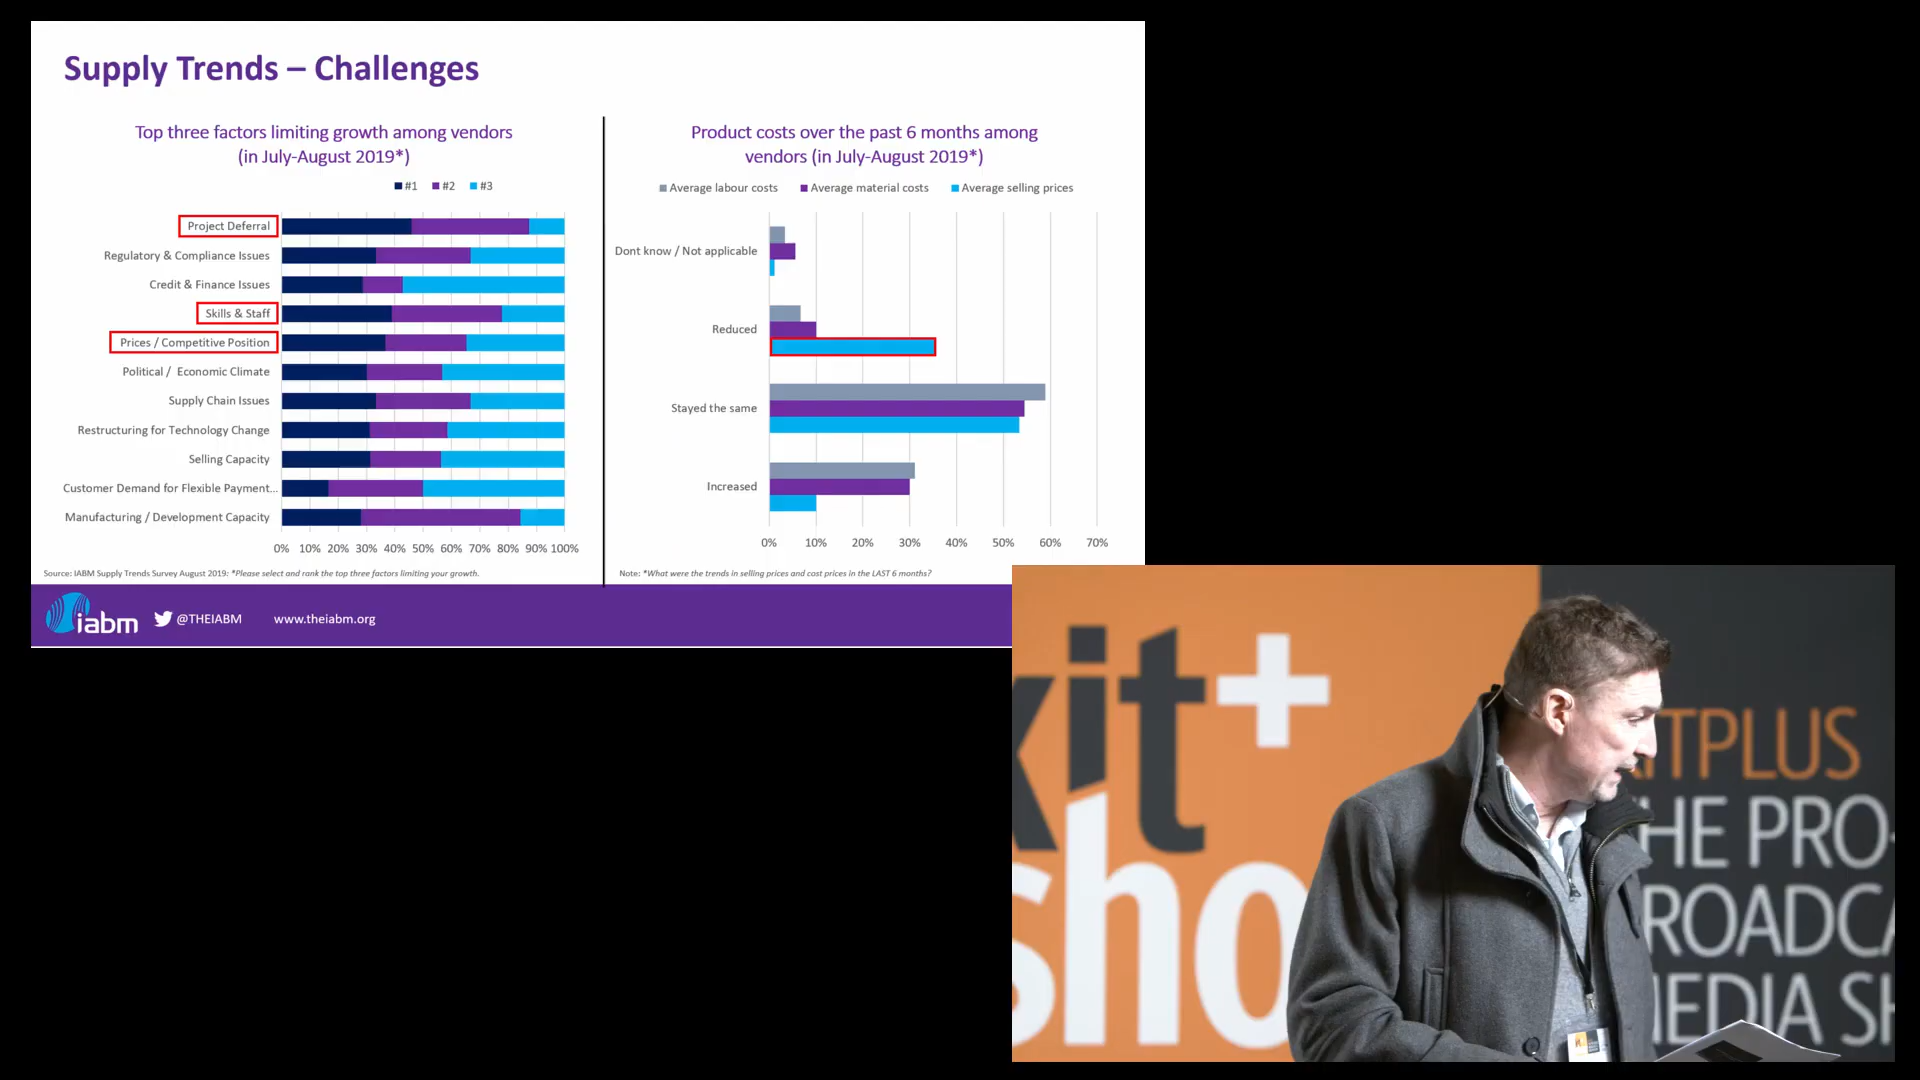 Supply Trends – Challenges
Top three factors limiting growth among vendors
(in July-August 2019*)
#1 #2 #3
Project Deferral
Regulatory & Compliance Issues
Credit & Finance Issues
Skills & Staff
Prices / Competitive Position
Political / Economic Climate
Supply Chain Issues
Restructuring for Technology Change
Selling Capacity
Customer Demand for Flexible Payment...
Manufacturing / Development Capacity
0% 10% 20% 30% 40% 50% 60% 70% 80% 90% 100%
Source: IABM Supply Trends Survey August 2019: *Please select and rank the top three factors limiting your growth.
Product costs over the past 6 months among
vendors (in July-August 2019*)
Average labour costs Average material costs Average selling prices
Dont know / Not applicable
Reduced
Stayed the same
Increased
0% 10% 20% 30% 40% 50% 60% 70%
Note: *What were the trends in selling prices and cost prices in the LAST 6 months?
iabm @THEIABM www.theiabm.org
kit+
sho
ITPLUS
HE PRO-
ROADCA
MEDIA SH